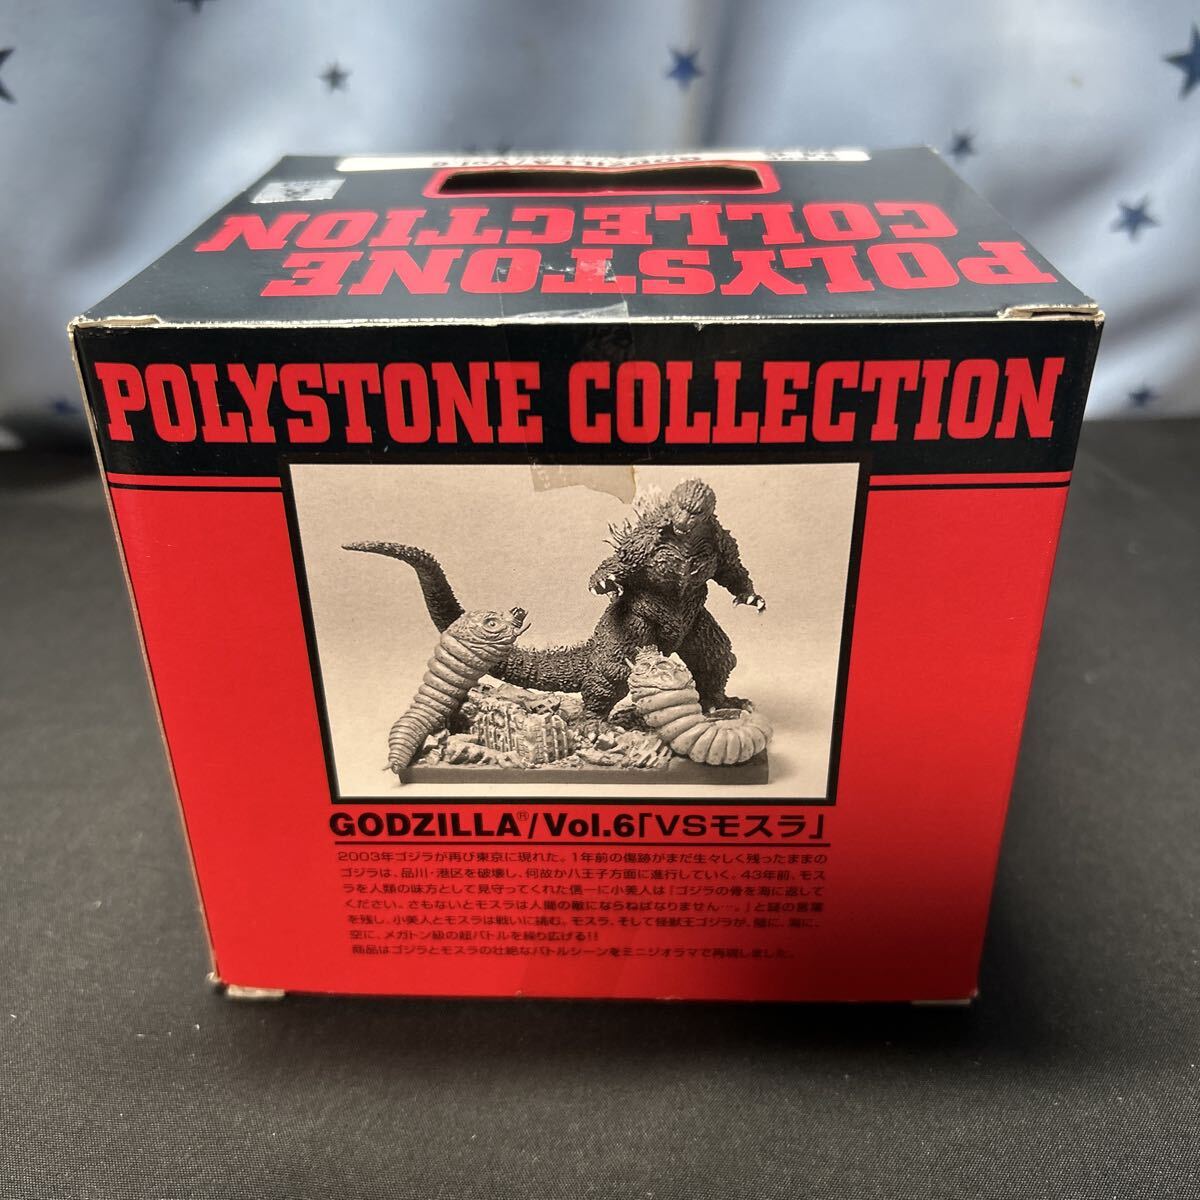 GODZILLA/Vol.6
POLYSTONE
COLLECTION
POLYSTONE COLLECTION
GODZILLA®/Vol.6「VSモスラ」
2003年ゴジラが再び東京に現れた。1年前の傷跡がまだ生々しく残ったままの
ゴジラは、品川・港区を破壊し、何故か八王子方面に進行していく。43年前、モス
ラを人類の味方として見守ってくれた信一に小美人は「ゴジラの骨を海に返して
ください。さもないとモスラは人間の敵にならねばなりません…。」と謎の言葉
を残し、小美人とモスラは戦いに挑む。モスラ、そして怪獣王ゴジラが、陸に、海に、
空に、メガトン級の超バトルを繰り広げる!!
商品はゴジラとモスラの壮絶なバトルシーンをミニジオラマで再現しました。